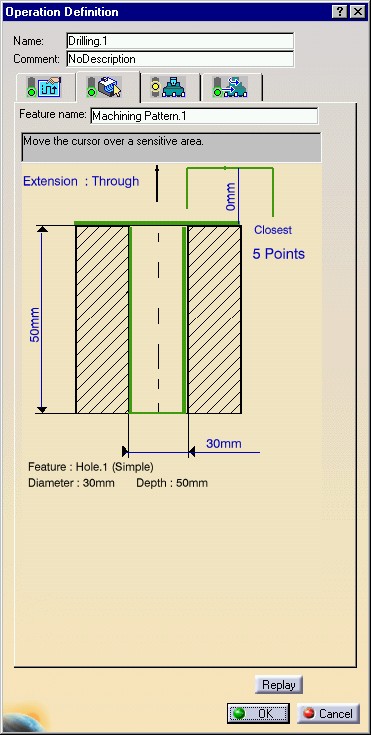 Operation Definition
Name: Drilling.1
Comment: NoDescription
Feature name: Machining Pattern.1
Move the cursor over a sensitive area.
Extension : Through
0mm
Closest
5 Points
50mm
30mm
Feature : Hole.1 (Simple)
Diameter : 30mm Depth : 50mm
Replay
OK Cancel